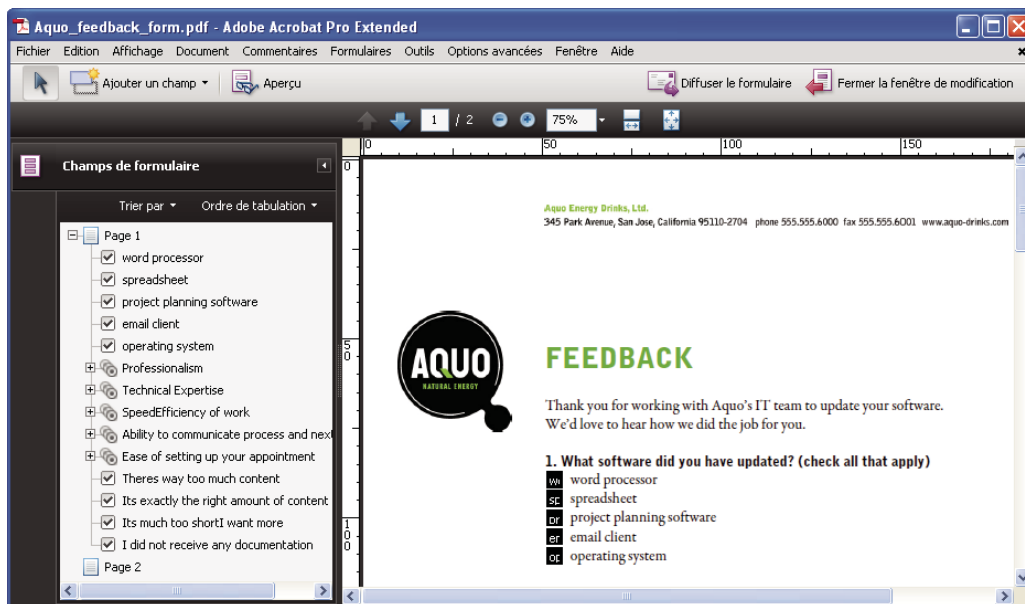 Aquo_feedback_form.pdf - Adobe Acrobat Pro Extended
Fichier Edition Affichage Document Commentaires Formulaires Outils Options avancées Fenêtre Aide
Ajouter un champ Aperçu Diffuser le formulaire Fermer la fenêtre de modification
1 / 2 75%
Champs de formulaire
Trier par Ordre de tabulation
Page 1
word processor
spreadsheet
project planning software
email client
operating system
Professionalism
Technical Expertise
SpeedEfficiency of work
Ability to communicate process and next
Ease of setting up your appointment
Theres way too much content
Its exactly the right amount of content
Its much too shortI want more
I did not receive any documentation
Page 2
0 50 100 150
0
50
100
Aquo Energy Drinks, Ltd.
345 Park Avenue, San Jose, California 95110-2704 phone 555.555.6000 fax 555.555.6001 www.aquo-drinks.com
AQUO
NATURAL ENERGY
FEEDBACK
Thank you for working with Aquo's IT team to update your software.
We'd love to hear how we did the job for you.
1. What software did you have updated? (check all that apply)
word processor
sp spreadsheet
pr project planning software
er email client
op operating system